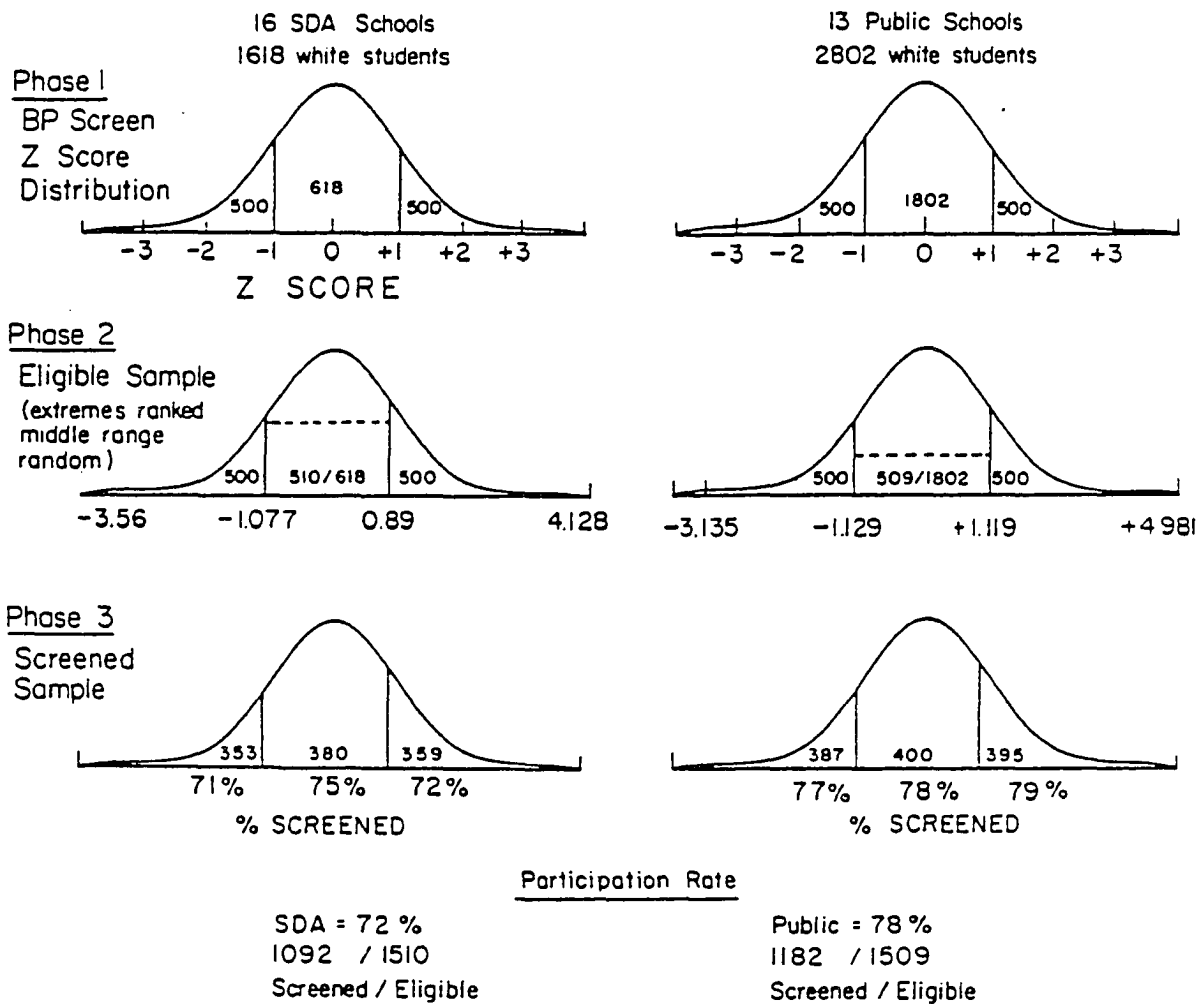 16 SDA Schools
1618 white students
13 Public Schools
2802 white students
Phase 1
BP Screen
Z Score
Distribution
500 618 500
-3 -2 -1 0 +1 +2 +3
Z SCORE
500 1802 500
-3 -2 -1 0 +1 +2 +3
Phase 2
Eligible Sample
(extremes ranked
middle range
random)
500 510/618 500
-3.56 -1.077 0.89 4.128
500 509/1802 500
-3.135 -1.129 +1.119 +4.981
Phase 3
Screened
Sample
353 380 359
71% 75% 72%
% SCREENED
387 400 395
77% 78% 79%
% SCREENED
Participation Rate
SDA = 72 %
1092 / 1510
Screened / Eligible
Public = 78 %
1182 / 1509
Screened / Eligible